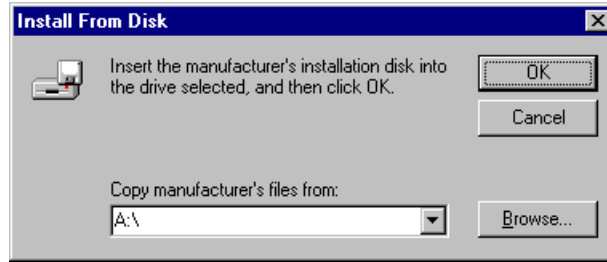 Install From Disk
Insert the manufacturer's installation disk into
the drive selected, and then click OK.
OK
Cancel
Copy manufacturer's files from:
A:\
Browse...